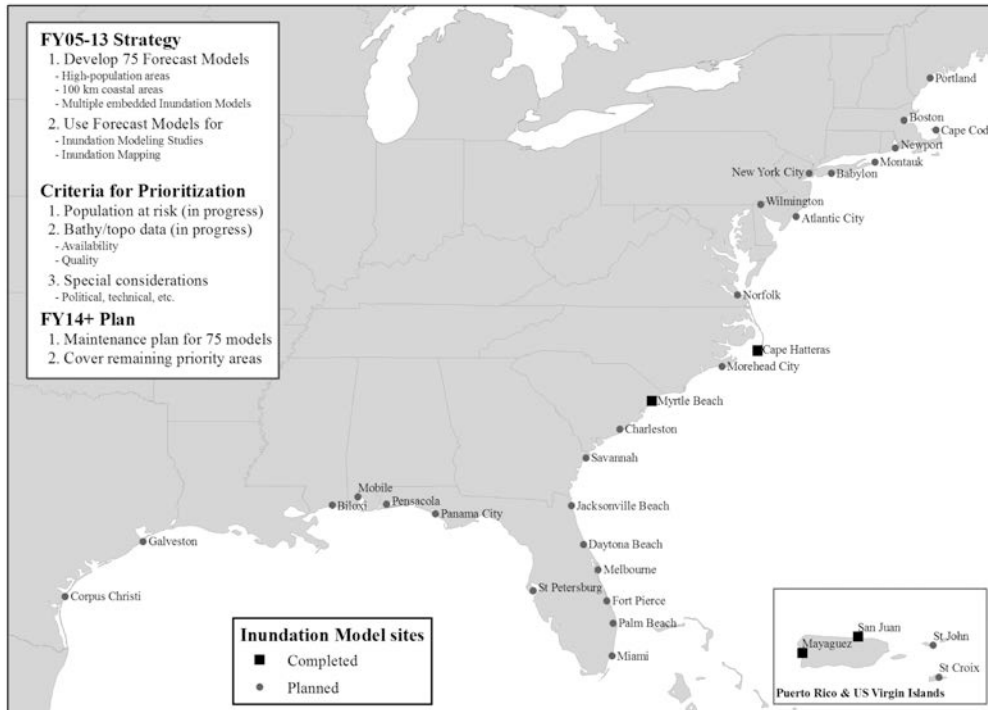 FY05-13 Strategy
1. Develop 75 Forecast Models
- High-population areas
- 100 km coastal areas
- Multiple embedded Inundation Models
2. Use Forecast Models for
- Inundation Modeling Studies
- Inundation Mapping
Criteria for Prioritization
1. Population at risk (in progress)
2. Bathy/topo data (in progress)
- Availability
- Quality
3. Special considerations
- Political, technical, etc.
FY14+ Plan
1. Maintenance plan for 75 models
2. Cover remaining priority areas
Portland
Boston
Cape Cod
Newport
Montauk
New York City
Babylon
Wilmington
Atlantic City
Norfolk
Cape Hatteras
Morehead City
Myrtle Beach
Charleston
Savannah
Mobile
Biloxi
Pensacola
Panama City
Jacksonville Beach
Galveston
Daytona Beach
Melbourne
St Petersburg
Corpus Christi
Fort Pierce
Palm Beach
Miami
Inundation Model sites
Completed
Planned
San Juan
Mayaguez
St John
St Croix
Puerto Rico & US Virgin Islands